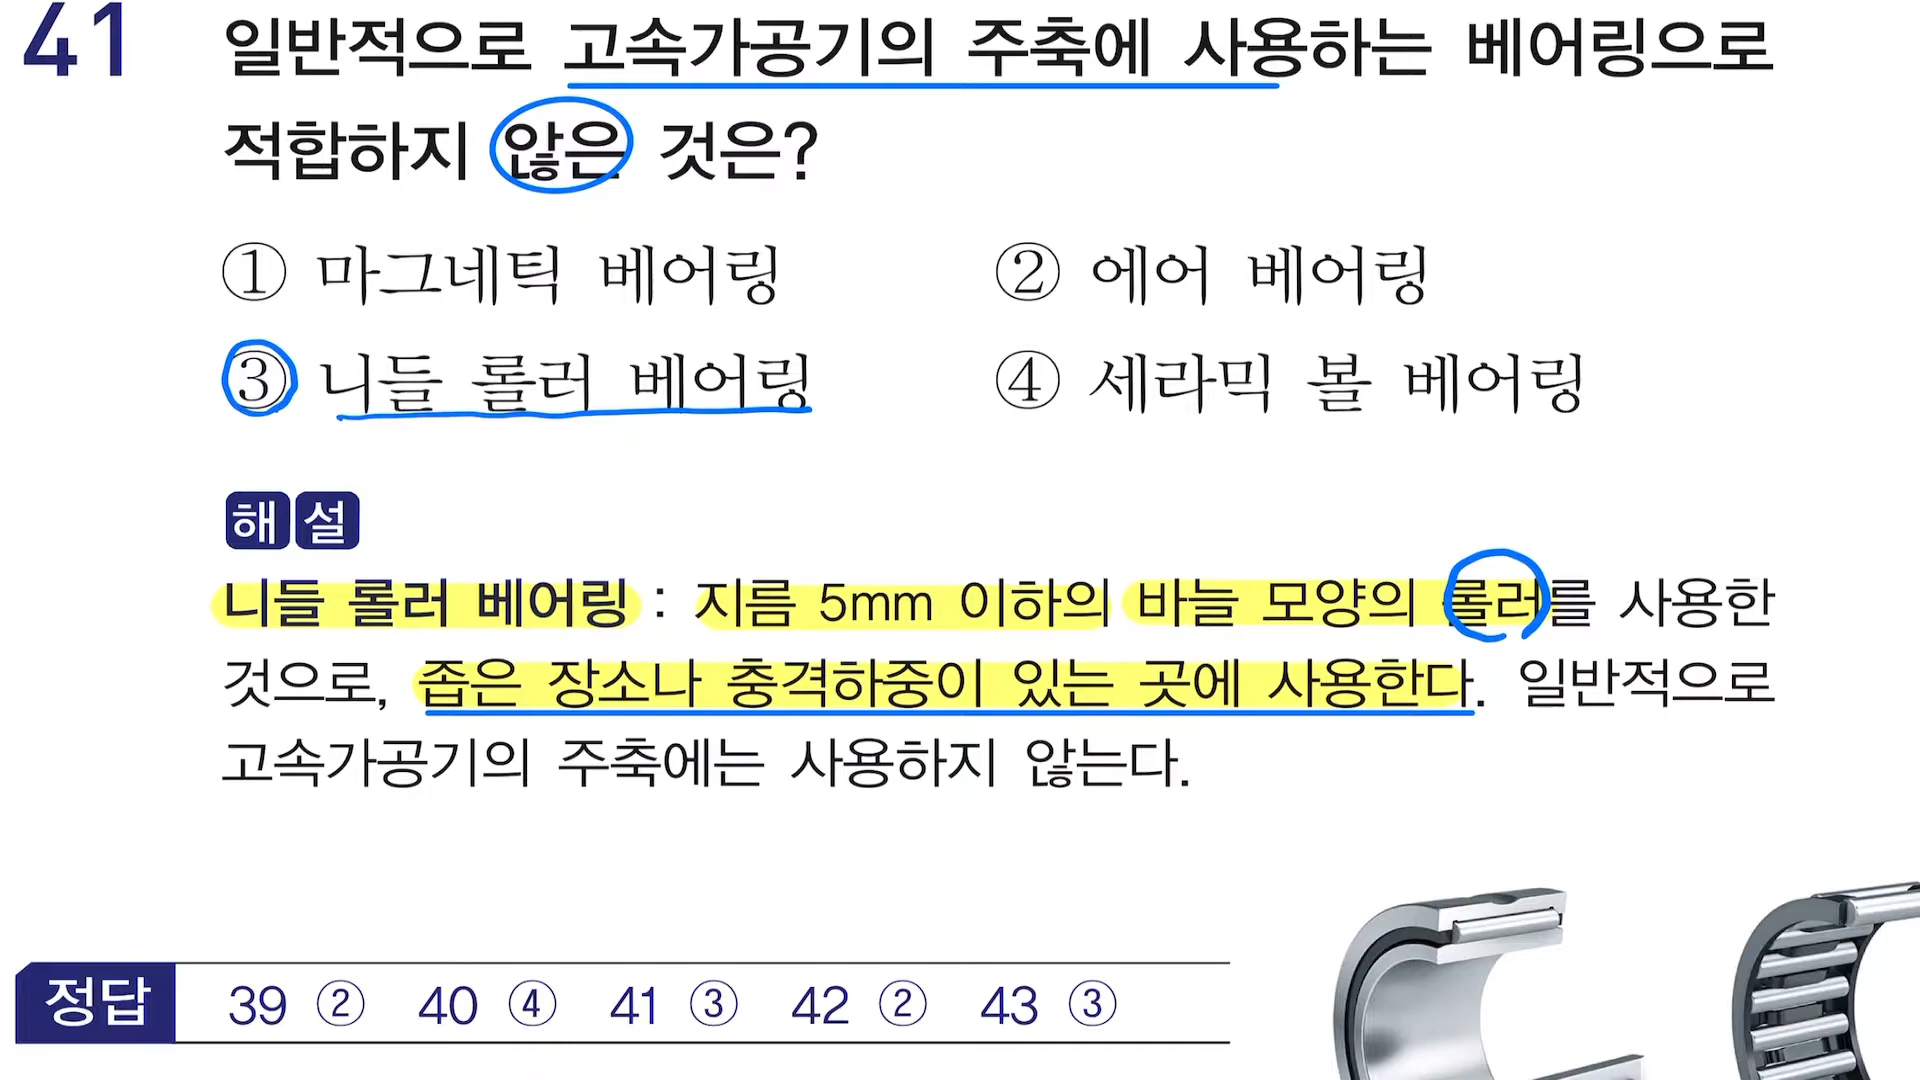 41 일반적으로 고속가공기의 주축에 사용하는 베어링으로
적합하지 않은 것은?
① 마그네틱 베어링 ② 에어 베어링
③ 니들 롤러 베어링 ④ 세라믹 볼 베어링
해설
니들 롤러 베어링 : 지름 5mm 이하의 바늘 모양의 롤러를 사용한
것으로, 좁은 장소나 충격하중이 있는 곳에 사용한다. 일반적으로
고속가공기의 주축에는 사용하지 않는다.
정답 39 ② 40 ④ 41 ③ 42 ② 43 ③